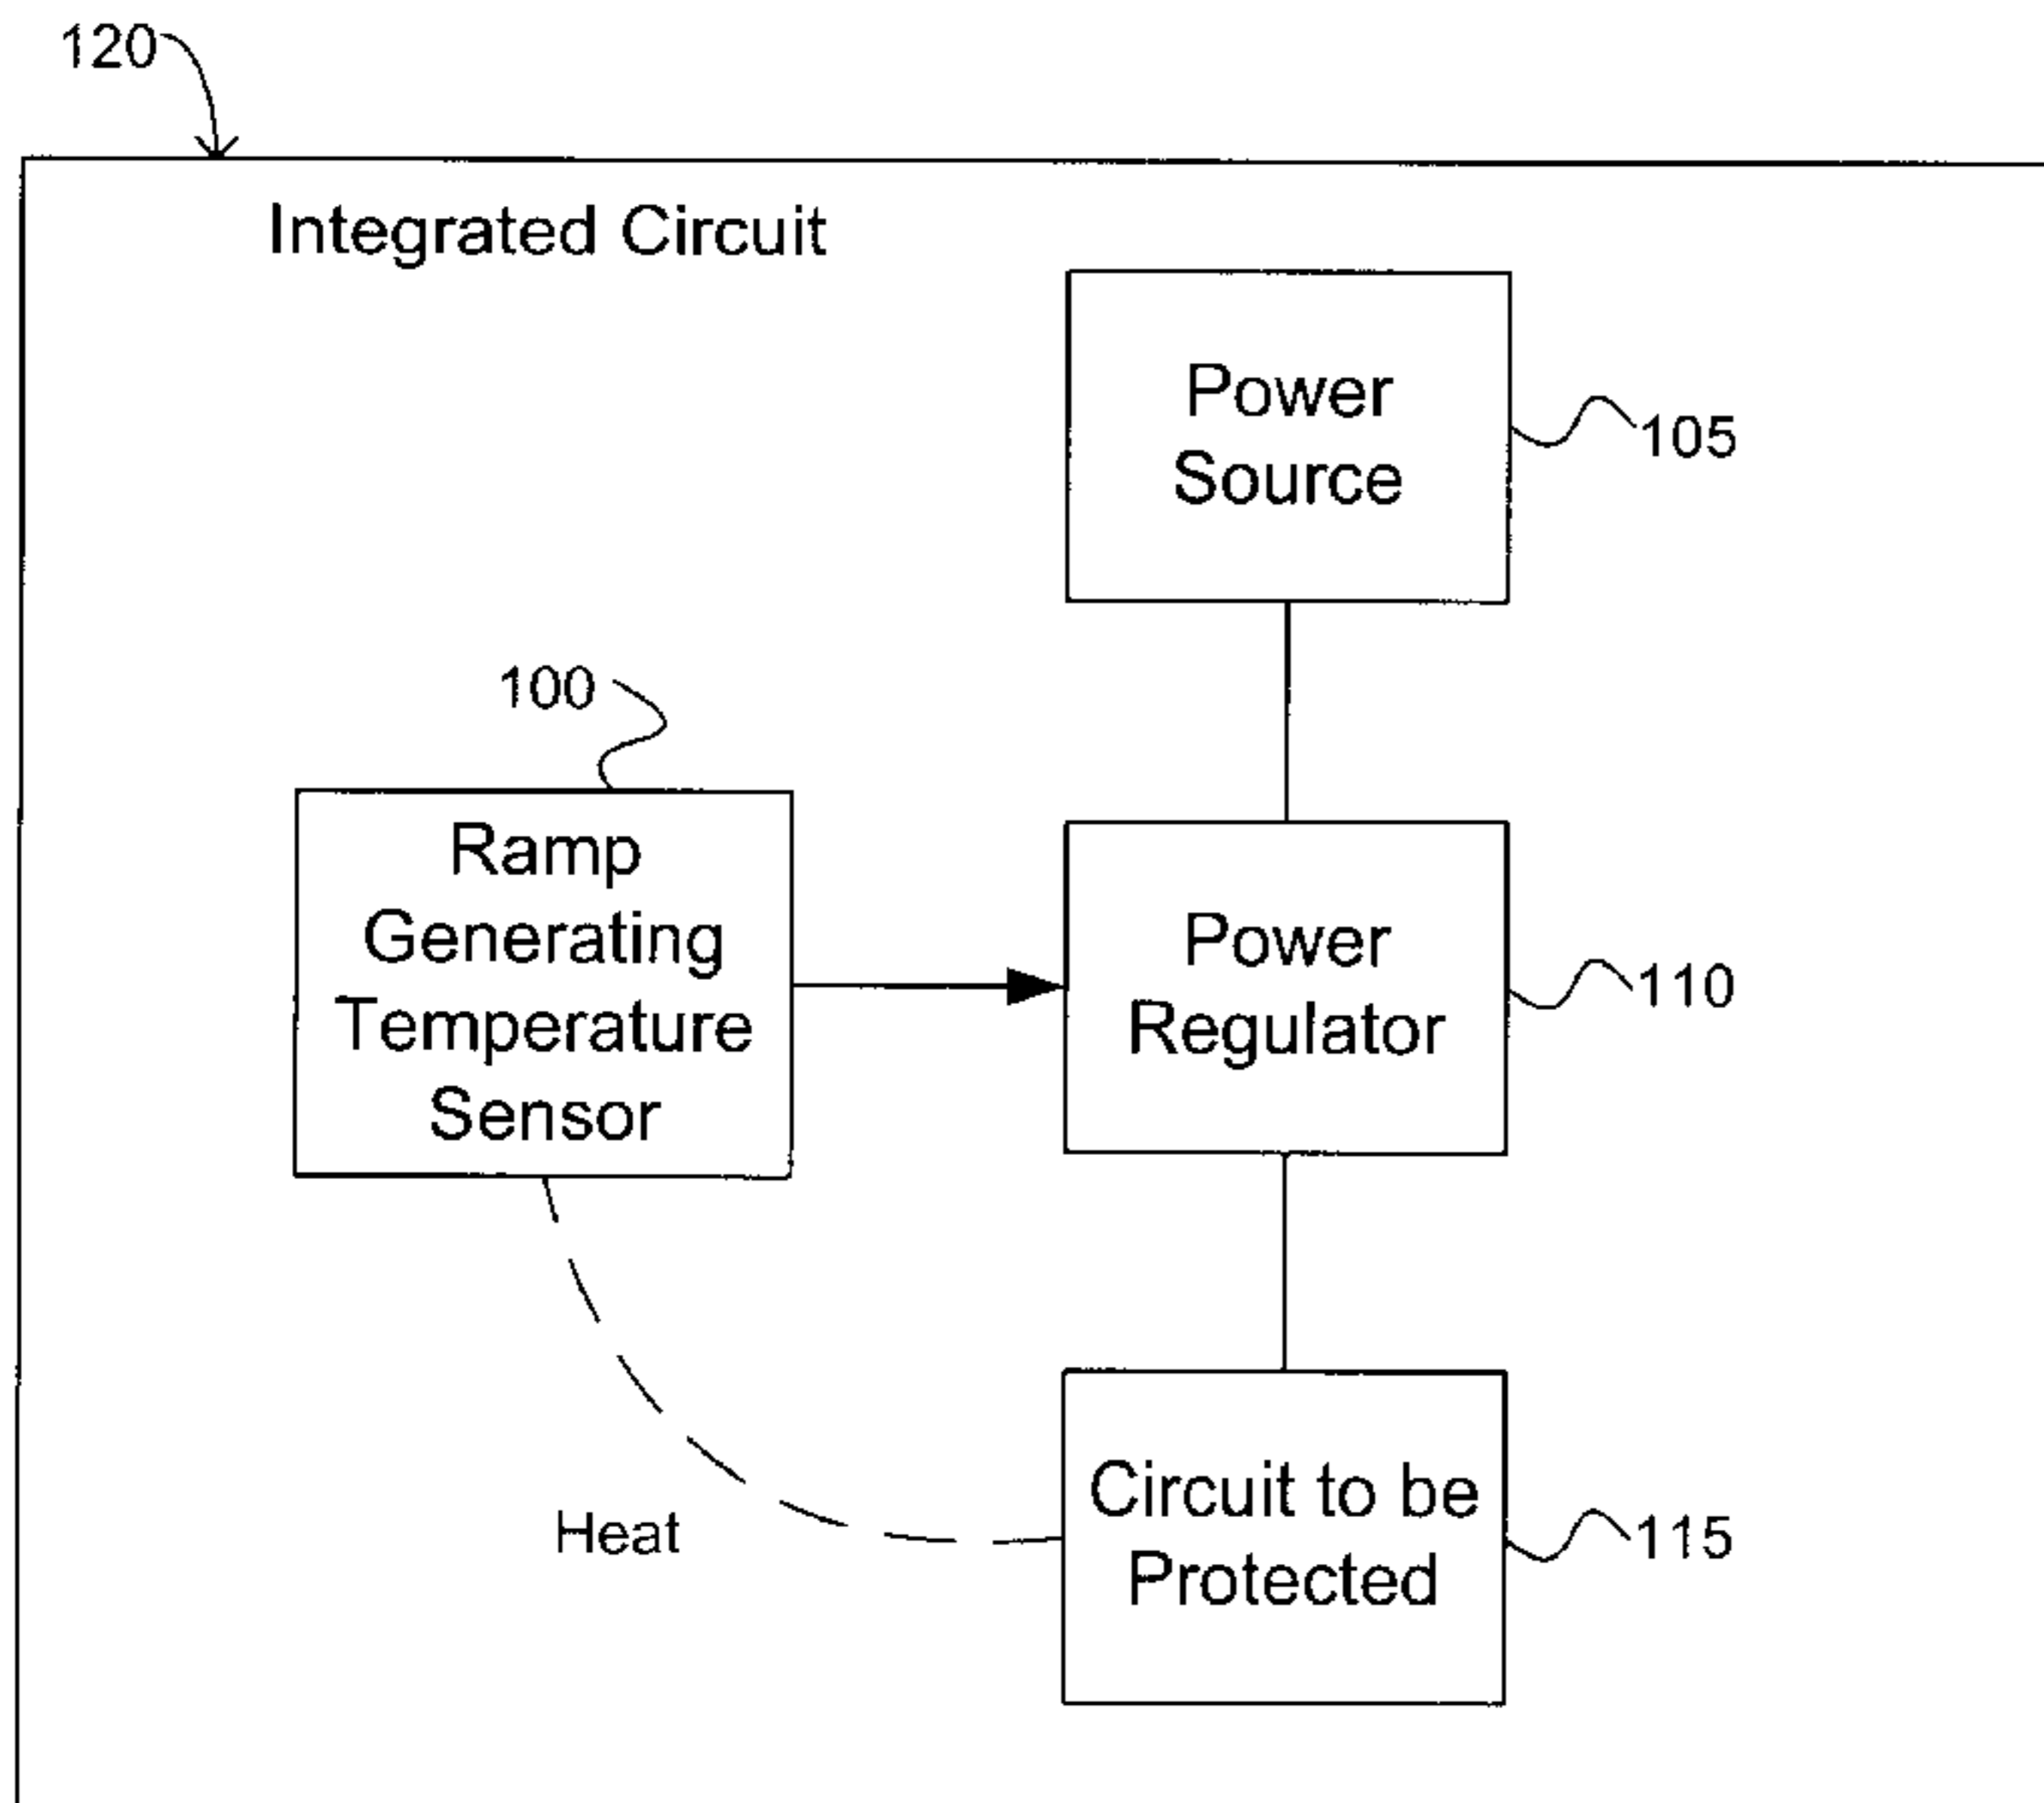 120
Integrated Circuit
Power
Source
105
100
Ramp
Generating
Temperature
Sensor
Power
Regulator
110
Circuit to be
Protected
115
Heat